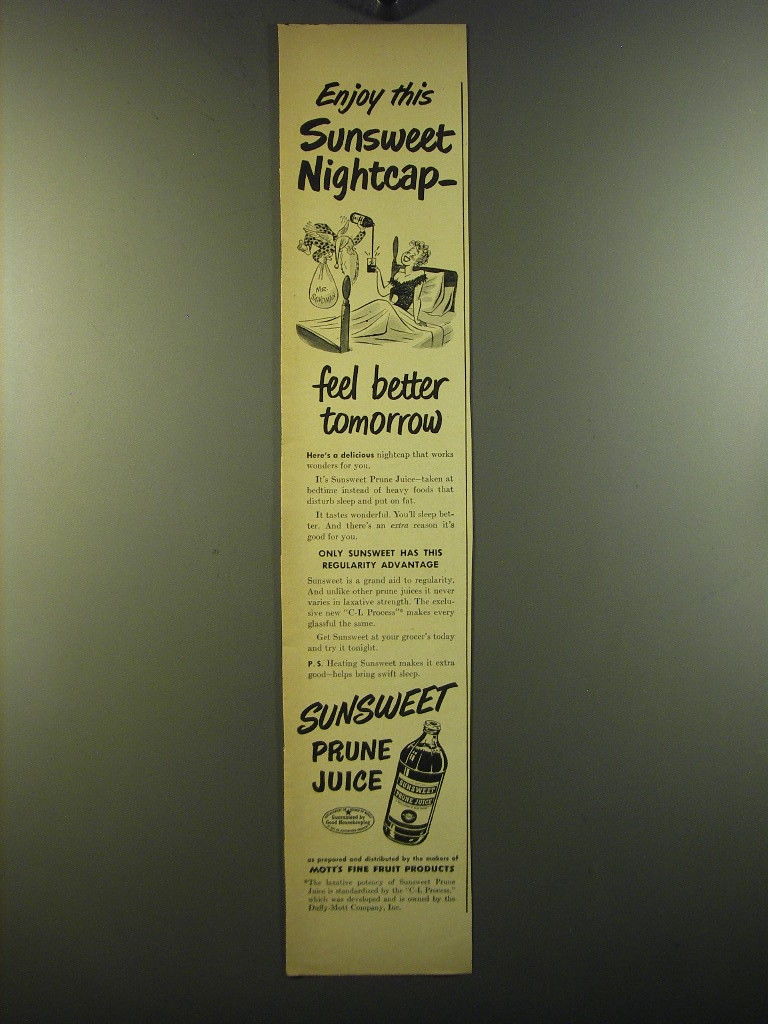 Enjoy this
Sunsweet
Nightcap—
MR.
SANDMAN
feel better
tomorrow
Here's a delicious nightcap that works
wonders for you.
It's Sunsweet Prune Juice—taken at
bedtime instead of heavy foods that
disturb sleep and put on fat.
It tastes wonderful. You'll sleep bet-
ter. And there's an extra reason it's
good for you.
ONLY SUNSWEET HAS THIS
REGULARITY ADVANTAGE
Sunsweet is a grand aid to regularity.
And unlike other prune juices it never
varies in laxative strength. The exclu-
sive new "C-L Process"* makes every
glassful the same.
Get Sunsweet at your grocer's today
and try it tonight.
P.S. Heating Sunsweet makes it extra
good—helps bring swift sleep.
SUNSWEET
PRUNE
JUICE
SUNSWEET
PRUNE JUICE
Guaranteed by
Good Housekeeping
as prepared and distributed by the makers of
MOTT'S FINE FRUIT PRODUCTS
*The laxative potency of Sunsweet Prune
Juice is standardized by the "C-L Process,"
which was developed and is owned by the
Duffy-Mott Company, Inc.